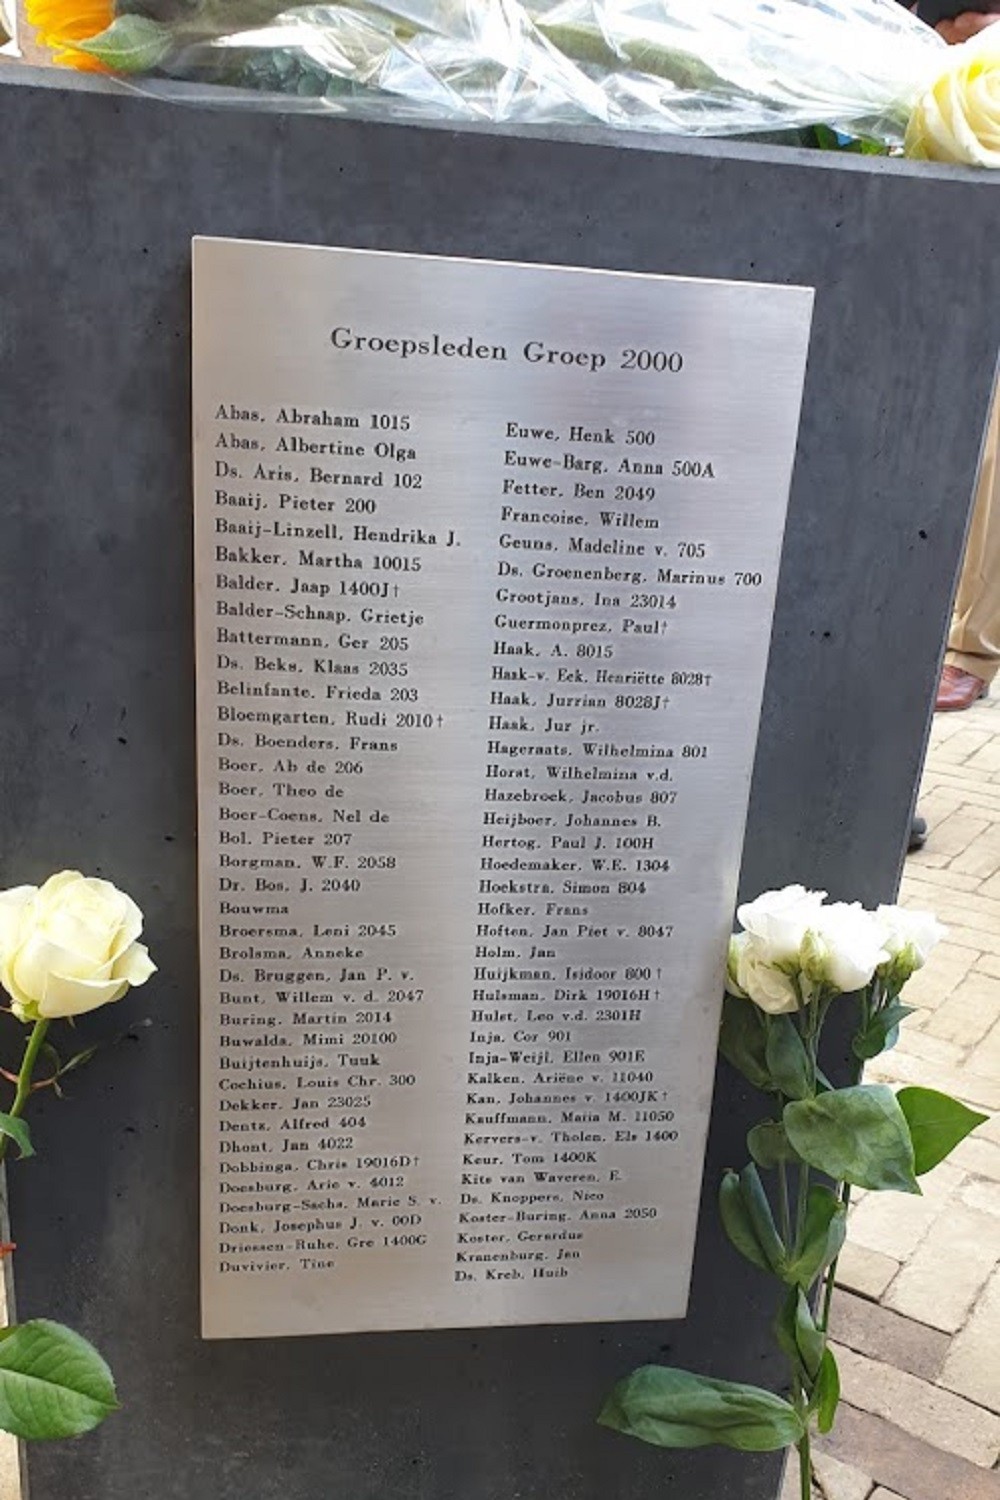 Groepsleden Groep 2000
Abas, Abraham 1015
Abas, Albertine Olga
Ds. Aris, Bernard 102
Baaij, Pieter 200
Baaij-Linzell, Hendrika J.
Bakker, Martha 10015
Balder, Jaap 1400J†
Balder-Schaap, Grietje
Battermann, Ger 205
Ds. Beks, Klaas 2035
Belinfante, Frieda 203
Bloemgarten, Rudi 2010†
Ds. Boenders, Frans
Boer, Ab de 206
Boer, Theo de
Boer-Coens, Nel de
Bol, Pieter 207
Borgman, W.F. 2058
Dr. Bos, J. 2040
Bouwma
Broersma, Leni 2045
Brolsma, Anneke
Ds. Bruggen, Jan P. v.
Bunt, Willem v. d. 2047
Buring, Martin 2014
Buwalda, Mimi 20100
Buijtenhuijs, Tuuk
Cochius, Louis Chr. 300
Dekker, Jan 23025
Dentz, Alfred 404
Dhont, Jan 4022
Dobbinga, Chris 19016D†
Doesburg, Arie v. 4012
Doesburg-Sachs, Marie S. v.
Donk, Josephus J. v. 00D
Driessen-Ruhe, Gre 1400G
Duvivier, Tine
Euwe, Henk 500
Euwe-Barg, Anna 500A
Fetter, Ben 2049
Francoise, Willem
Geuns, Madeline v. 705
Ds. Groenenberg, Marinus 700
Grootjans, Ina 23014
Guermonprez, Paul†
Haak, A. 8015
Haak-v. Eek, Henriëtte 8028†
Haak, Jurrian 8028J†
Haak, Jur jr.
Hageraats, Wilhelmina 801
Horst, Wilhelmina v.d.
Hazebroek, Jacobus 807
Heijboer, Johannes B.
Hertog, Paul J. 100H
Hoedemaker, W.E. 1304
Hoekstra, Simon 804
Hofker, Frans
Hoften, Jan Piet v. 8047
Holm, Jan
Huijkman, Isidoor 800†
Hulsman, Dirk 19016H†
Hulst, Leo v.d. 2301H
Inja, Cor 901
Inja-Weijl, Ellen 901E
Kalken, Ariëne v. 11040
Kan, Johannes v. 1400JK†
Kauffmann, Maria M. 11050
Kervers-v. Tholen, Els 1400
Keur, Tom 1400K
Kits van Waveren, E.
Ds. Knoppers, Nico
Koster-Buring, Anna 2050
Koster, Gerardus
Kranenburg, Jan
Ds. Kreb, Huib